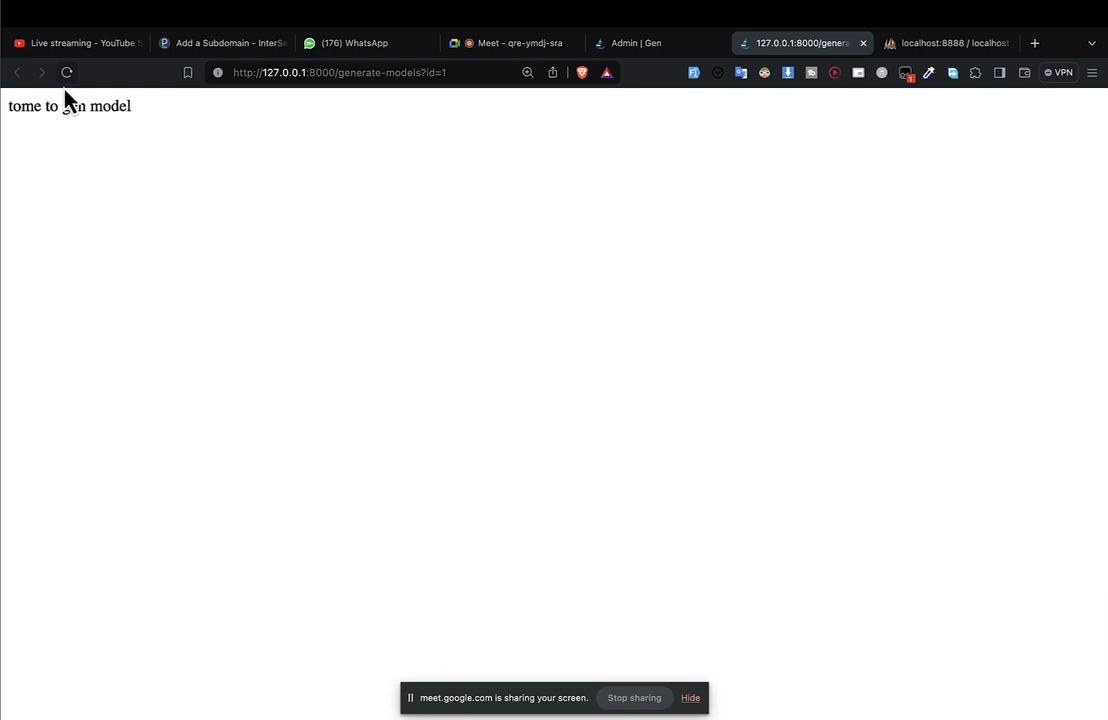 Live streaming - YouTube S
Add a Subdomain - InterSe
(176) WhatsApp
Meet - qre-ymdj-sra
Admin | Gen
127.0.0.1:8000/genera
localhost:8888 / localhost
http://127.0.0.1:8000/generate-models?id=1
1
VPN
tome to gen model
meet.google.com is sharing your screen.
Stop sharing
Hide